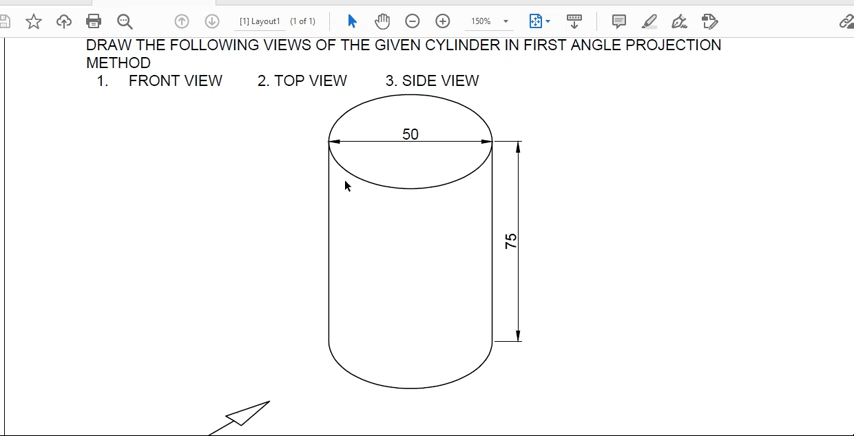 [1] Layout1 (1 of 1) 150%
DRAW THE FOLLOWING VIEWS OF THE GIVEN CYLINDER IN FIRST ANGLE PROJECTION
METHOD
1. FRONT VIEW 2. TOP VIEW 3. SIDE VIEW
50
75